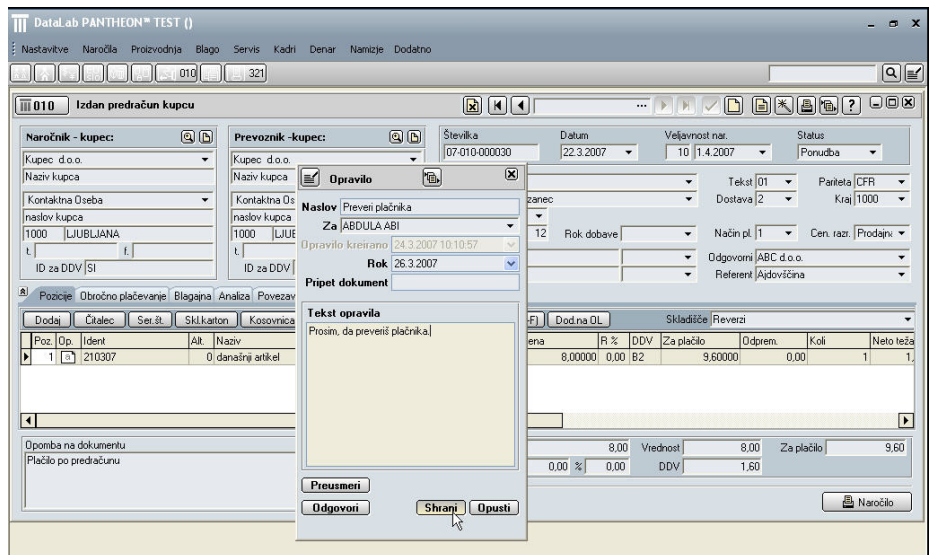 DataLab PANTHEON™ TEST ()
Nastavitve Naročila Proizvodnja Blago Servis Kadri Denar Namizje Dodatno
010 321
010 Izdan predračun kupcu
Naročnik - kupec:
Kupec d.o.o.
Naziv kupca
Kontaktna Oseba
naslov kupca
1000 LJUBLJANA
t. f.
ID za DDV SI
Prevoznik -kupec:
Kupec d.o.o.
Naziv kupca
Kontaktna Os
naslov kupca
1000 LJUE
t.
ID za DDV
Številka Datum Veljavnost nar. Status
07-010-000030 22.3.2007 10 1.4.2007 Ponudba
zanec
12 Rok dobave
Tekst 01 Pariteta CFR
Dostava 2 Kraj 1000
Način pl. 1 Cen. razr. Prodajna
Odgovorni ABC d.o.o.
Referent Ajdovščina
Opravilo
Naslov Preveri plačnika
Za ABDULA ABI
Opravilo kreirano 24.3.2007 10:10:57
Rok 26.3.2007
Pripet dokument
Tekst opravila
Prosim, da preveriš plačnika.
Preusmeri
Odgovori Shrani Opusti
Pozicije Obročno plačevanje Blagajna Analiza Povezav
Dodaj Čitalec Ser.št. Skl.karton Kosovnica
+F) Dod.na OL Skladišče Reverzi
Poz. Op. Ident Alt. Naziv ena R % DDV Za plačilo Odprem. Koli Neto teža
1 a 210307 0 današnji artikel 8,00000 0,00 B2 9,60000 0,00 1 1,
Opomba na dokumentu
Plačilo po predračunu
8,00 Vrednost 8,00 Za plačilo 9,60
0,00 % 0,00 DDV 1,60
Naročilo